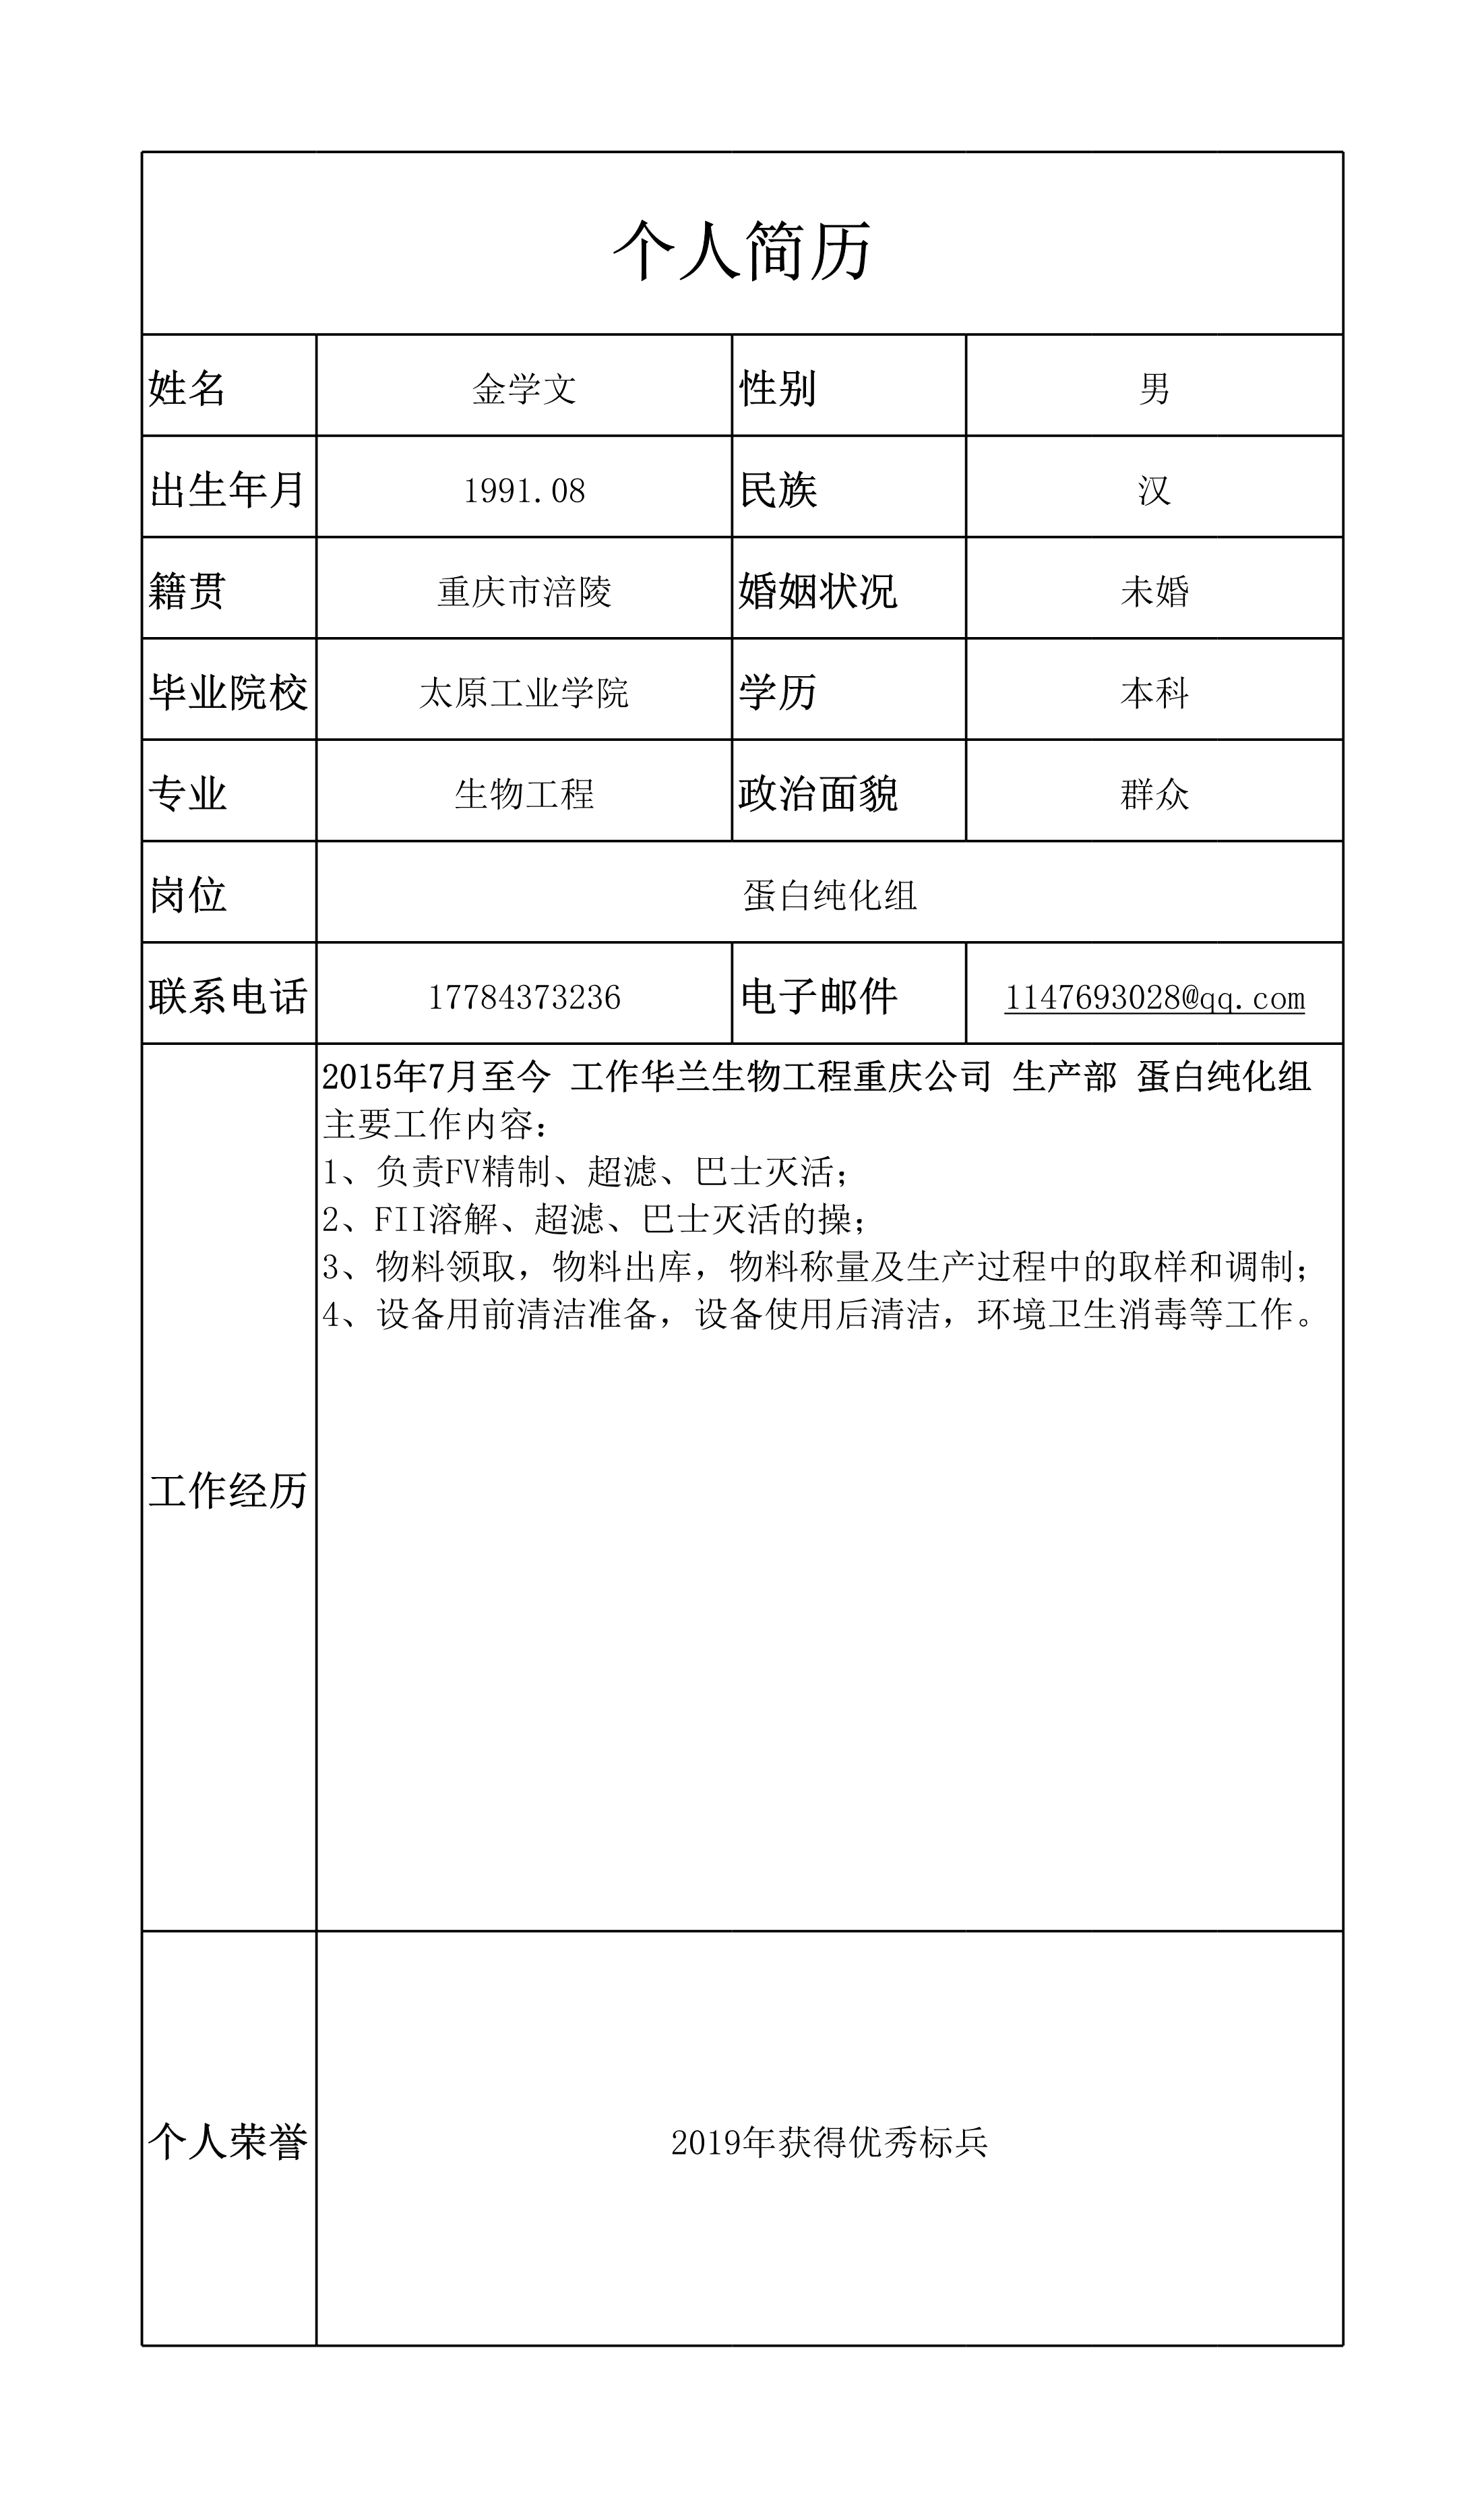 个人简历
姓名 金学文 性别 男
出生年月 1991.08 民族 汉
籍贯 重庆市涪陵 婚姻状况 未婚
毕业院校 太原工业学院 学历 本科
专业 生物工程 政治面貌 群众
岗位 蛋白纯化组
联系电话 17784373236 电子邮件 1147693028@qq.com
工作经历
2015年7月至今 工作华兰生物工程重庆公司 生产部 蛋白纯化组
主要工作内容：
1、负责FV精制、超滤、巴士灭活；
2、FII溶解、超滤、巴士灭活的操；
3、物料领取，物料出库，物料称量及生产过程中的取样和调制；
4、设备用前清洁准备，设备使用后清洁，环境卫生消毒等工作。
个人荣誉 2019年获得优秀标兵